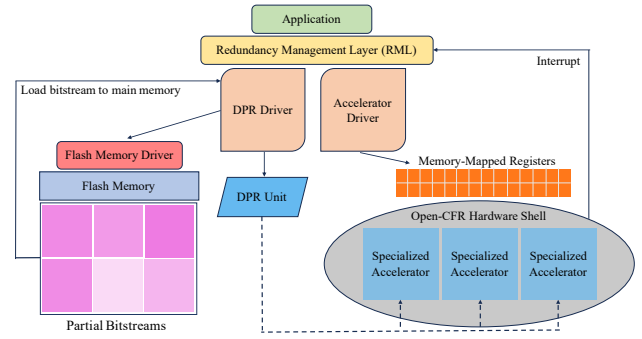 Application
Redundancy Management Layer (RML)
Interrupt
Load bitstream to main memory
DPR Driver
Accelerator
Driver
Flash Memory Driver
Memory-Mapped Registers
Flash Memory
DPR Unit
Open-CFR Hardware Shell
Specialized
Accelerator
Specialized
Accelerator
Specialized
Accelerator
Partial Bitstreams